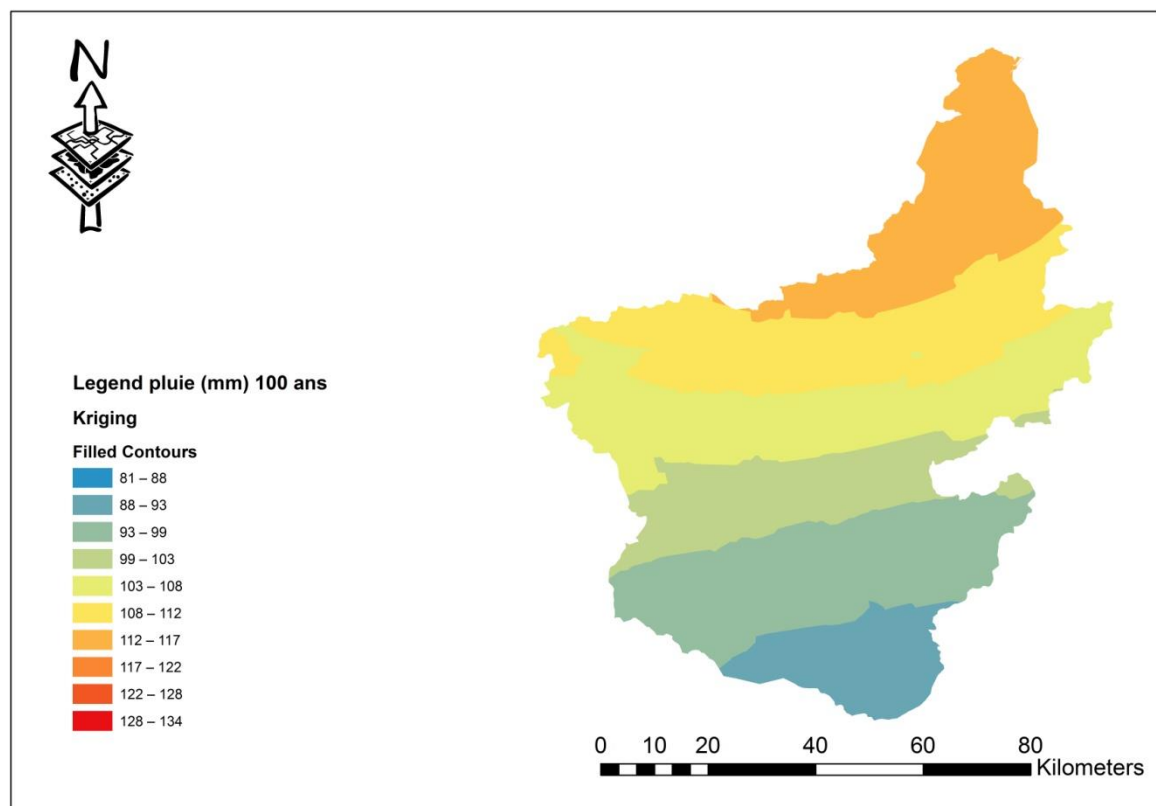 N
Legend pluie (mm) 100 ans
Kriging
Filled Contours
81 – 88
88 – 93
93 – 99
99 – 103
103 – 108
108 – 112
112 – 117
117 – 122
122 – 128
128 – 134
0 10 20 40 60 80
Kilometers